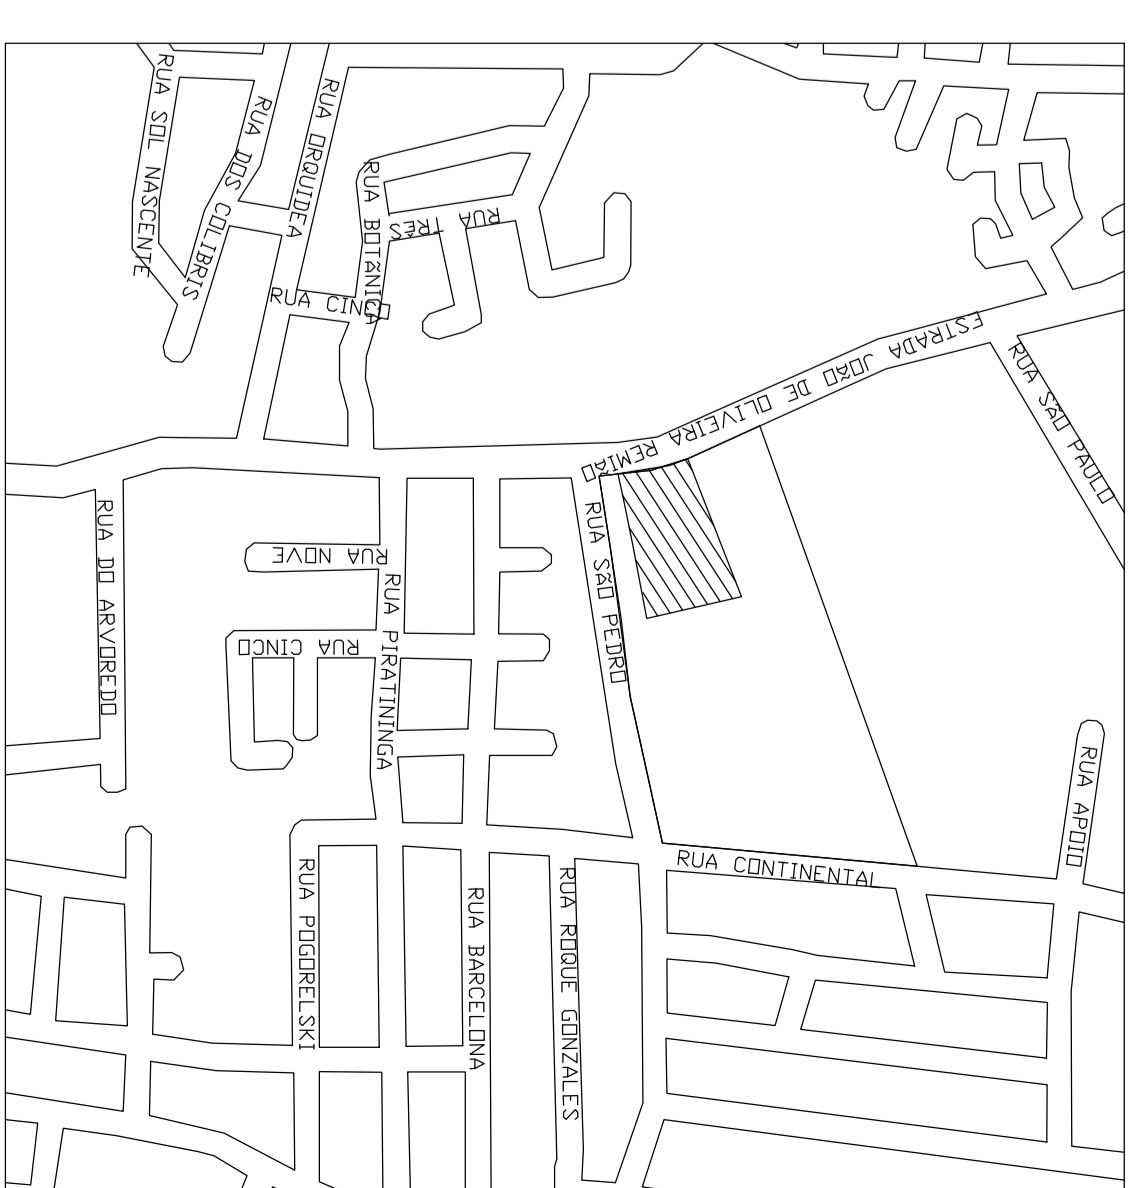 RUA SOL NASCENTE
RUA DOS COLIBRIS
RUA ORQUIDEA
RUA BOTÂNICA
RUA TRÊS
RUA CINCO
ESTRADA JOÃO DE OLIVEIRA REMIÃO
RUA SÃO PAULO
RUA DO ARVOREDO
RUA NOVE
RUA PIRATININGA
RUA SÃO PEDRO
RUA CINCO
RUA APOIO
RUA CONTINENTAL
RUA POGORELSKI
RUA BARCELONA
RUA ROQUE GONZALES